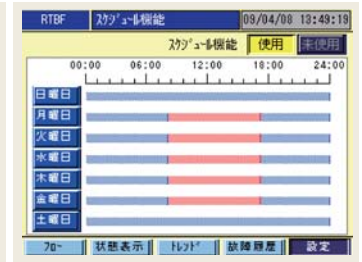 RTBF スケジュール機能 09/04/08 13:49:19
スケジュール機能 使用 未使用
00:00 06:00 12:00 18:00 24:00
日曜日
月曜日
火曜日
水曜日
木曜日
金曜日
土曜日
フロー 状態表示 トレンド 故障履歴 設定